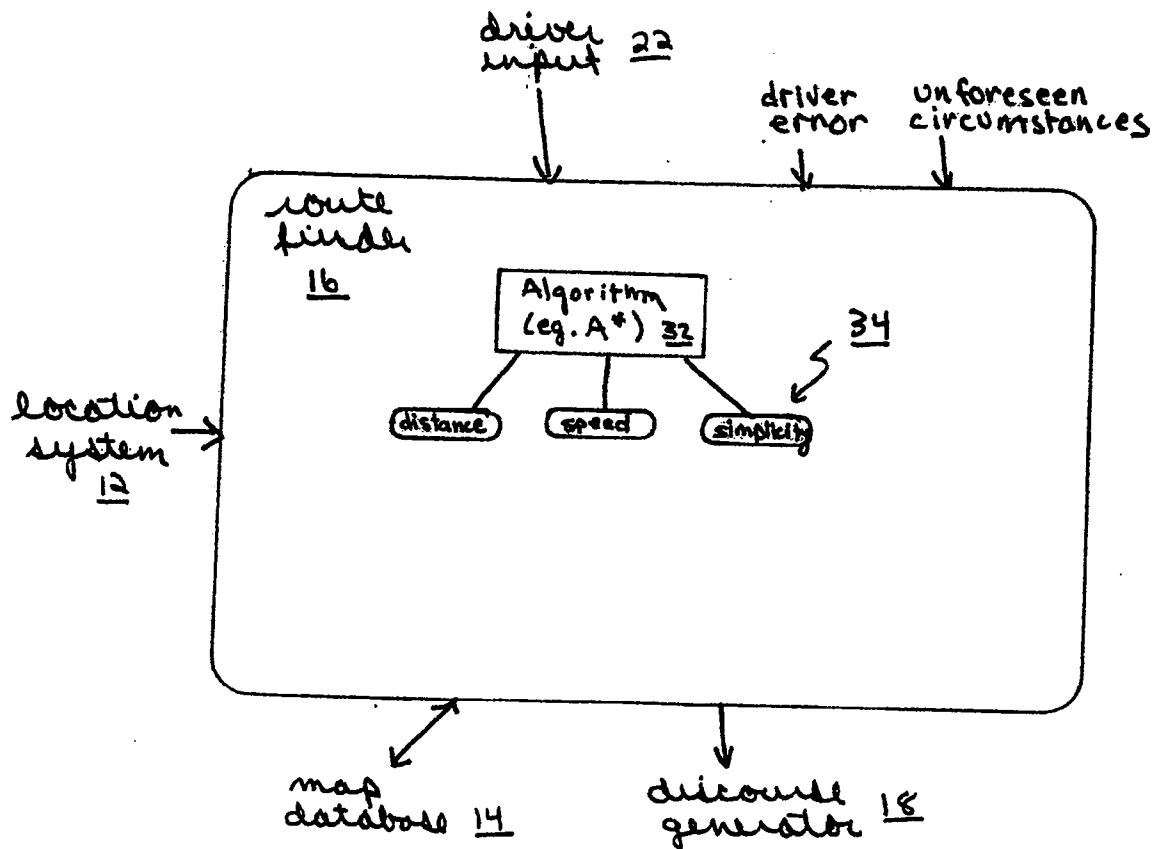 driver
input 22
driver
error
unforeseen
circumstances
route
finder
16
Algorithm
(eg. A*) 32
34
distance
speed
simplicity
location
system
12
map
database 14
discourse
generator 18